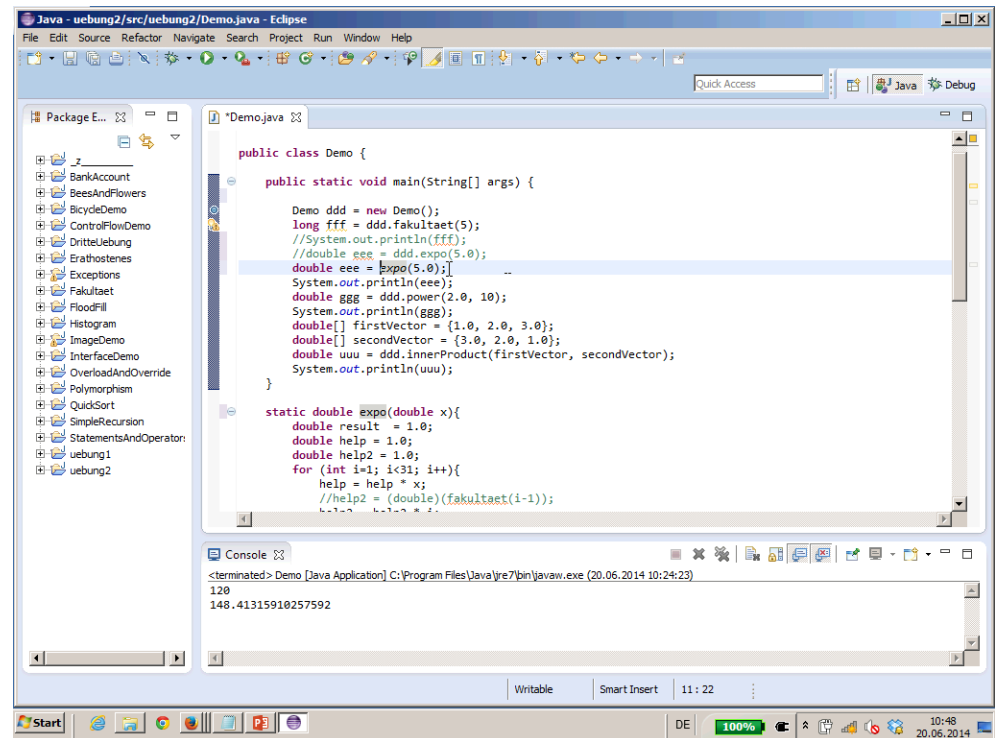 Java - uebung2/src/uebung2/Demo.java - Eclipse
File Edit Source Refactor Navigate Search Project Run Window Help
Quick Access
Java
Debug
Package E...
_z_________
BankAccount
BeesAndFlowers
BicycleDemo
ControlFlowDemo
DritteUebung
Erathostenes
Exceptions
Fakultaet
FloodFill
Histogram
ImageDemo
InterfaceDemo
OverloadAndOverride
Polymorphism
QuickSort
SimpleRecursion
StatementsAndOperator
uebung1
uebung2
*Demo.java
public class Demo {
public static void main(String[] args) {
Demo ddd = new Demo();
long fff = ddd.fakultaet(5);
//System.out.println(fff);
//double eee = ddd.expo(5.0);
double eee = expo(5.0);
System.out.println(eee);
double ggg = ddd.power(2.0, 10);
System.out.println(ggg);
double[] firstVector = {1.0, 2.0, 3.0};
double[] secondVector = {3.0, 2.0, 1.0};
double uuu = ddd.innerProduct(firstVector, secondVector);
System.out.println(uuu);
}
static double expo(double x){
double result = 1.0;
double help = 1.0;
double help2 = 1.0;
for (int i=1; i<31; i++){
help = help * x;
//help2 = (double)(fakultaet(i-1));
Console
<terminated> Demo [Java Application] C:\Program Files\Java\jre7\bin\javaw.exe (20.06.2014 10:24:23)
120
148.41315910257592
Writable
Smart Insert
11 : 22
Start
DE
100%
10:48
20.06.2014